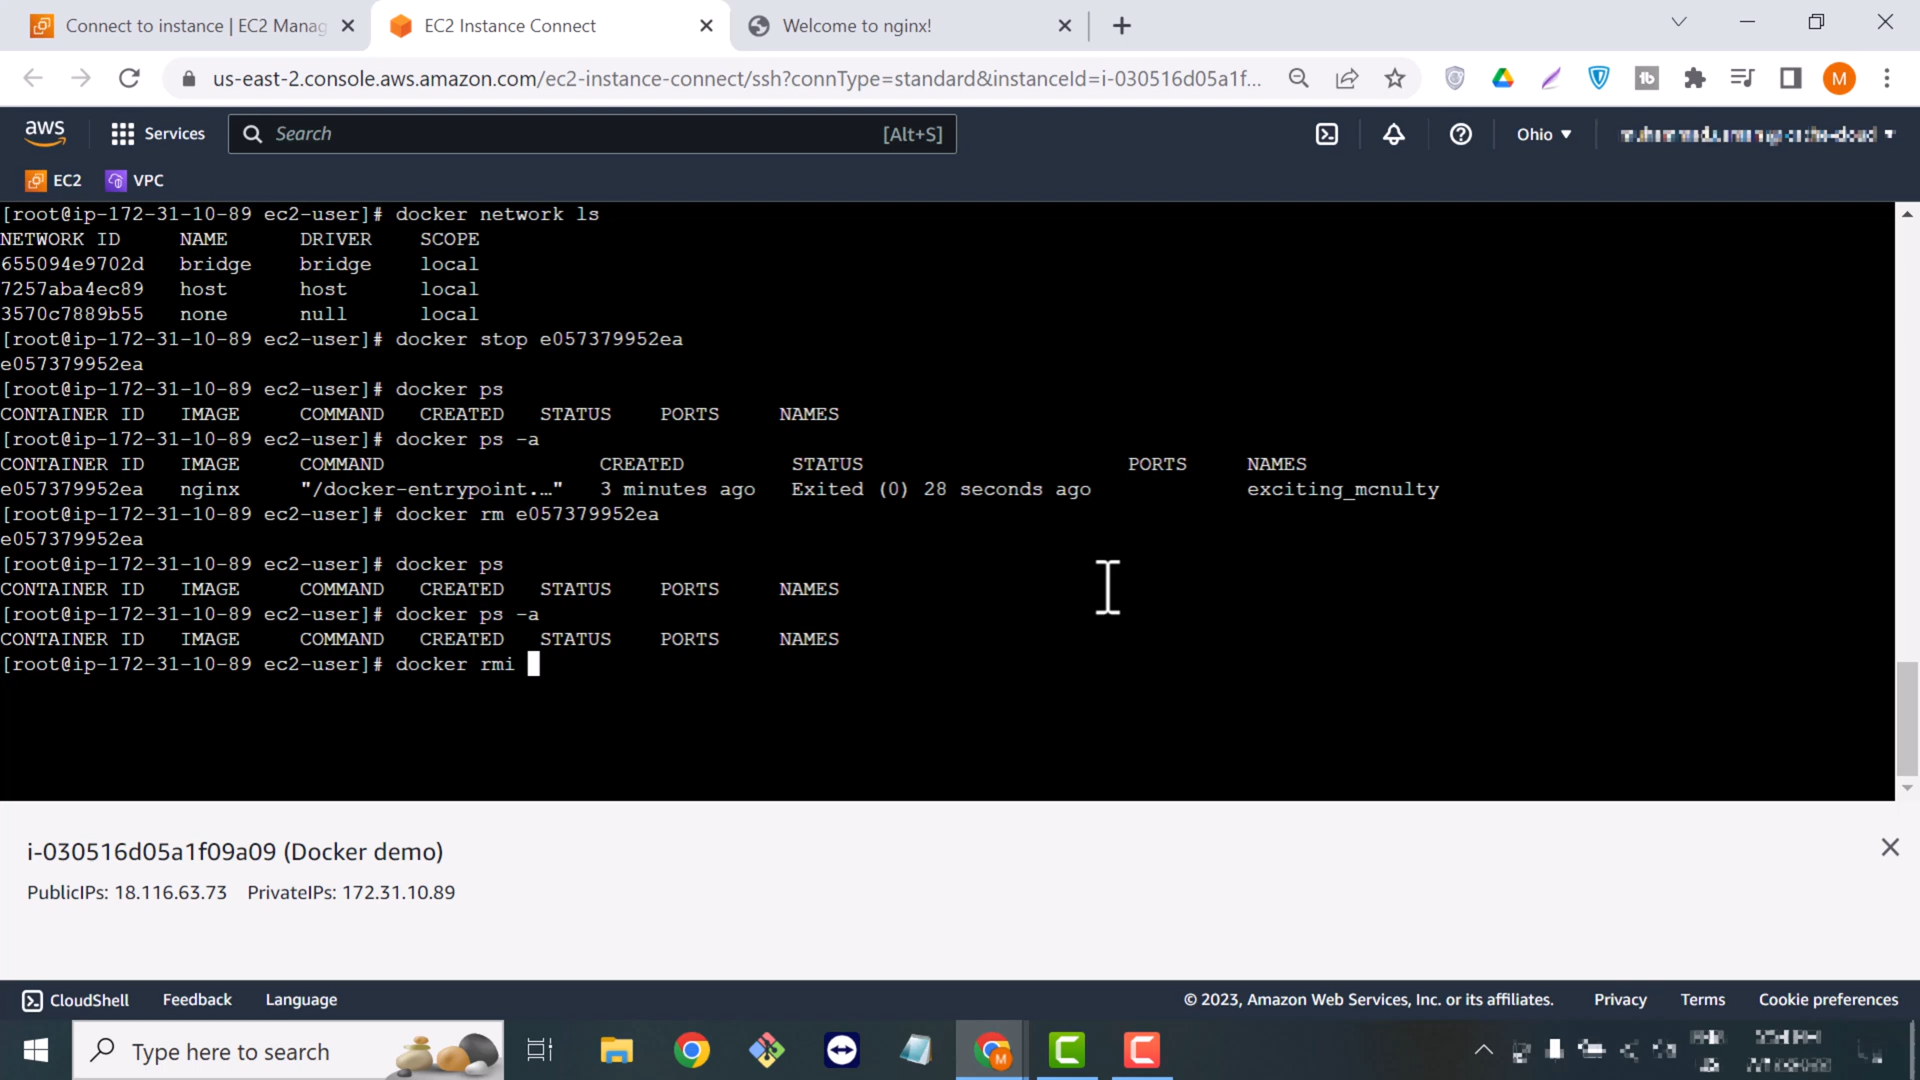 Connect to instance | EC2 Manag
EC2 Instance Connect
Welcome to nginx!
us-east-2.console.aws.amazon.com/ec2-instance-connect/ssh?connType=standard&instanceId=i-030516d05a1f...
M
aws
Services
Search
[Alt+S]
Ohio
EC2
VPC
[root@ip-172-31-10-89 ec2-user]# docker network ls
NETWORK ID NAME DRIVER SCOPE
655094e9702d bridge bridge local
7257aba4ec89 host host local
3570c7889b55 none null local
[root@ip-172-31-10-89 ec2-user]# docker stop e057379952ea
e057379952ea
[root@ip-172-31-10-89 ec2-user]# docker ps
CONTAINER ID IMAGE COMMAND CREATED STATUS PORTS NAMES
[root@ip-172-31-10-89 ec2-user]# docker ps -a
CONTAINER ID IMAGE COMMAND CREATED STATUS PORTS NAMES
e057379952ea nginx "/docker-entrypoint.…" 3 minutes ago Exited (0) 28 seconds ago exciting_mcnulty
[root@ip-172-31-10-89 ec2-user]# docker rm e057379952ea
e057379952ea
[root@ip-172-31-10-89 ec2-user]# docker ps
CONTAINER ID IMAGE COMMAND CREATED STATUS PORTS NAMES
[root@ip-172-31-10-89 ec2-user]# docker ps -a
CONTAINER ID IMAGE COMMAND CREATED STATUS PORTS NAMES
[root@ip-172-31-10-89 ec2-user]# docker rmi
i-030516d05a1f09a09 (Docker demo)
PublicIPs: 18.116.63.73 PrivateIPs: 172.31.10.89
CloudShell
Feedback
Language
© 2023, Amazon Web Services, Inc. or its affiliates.
Privacy
Terms
Cookie preferences
Type here to search